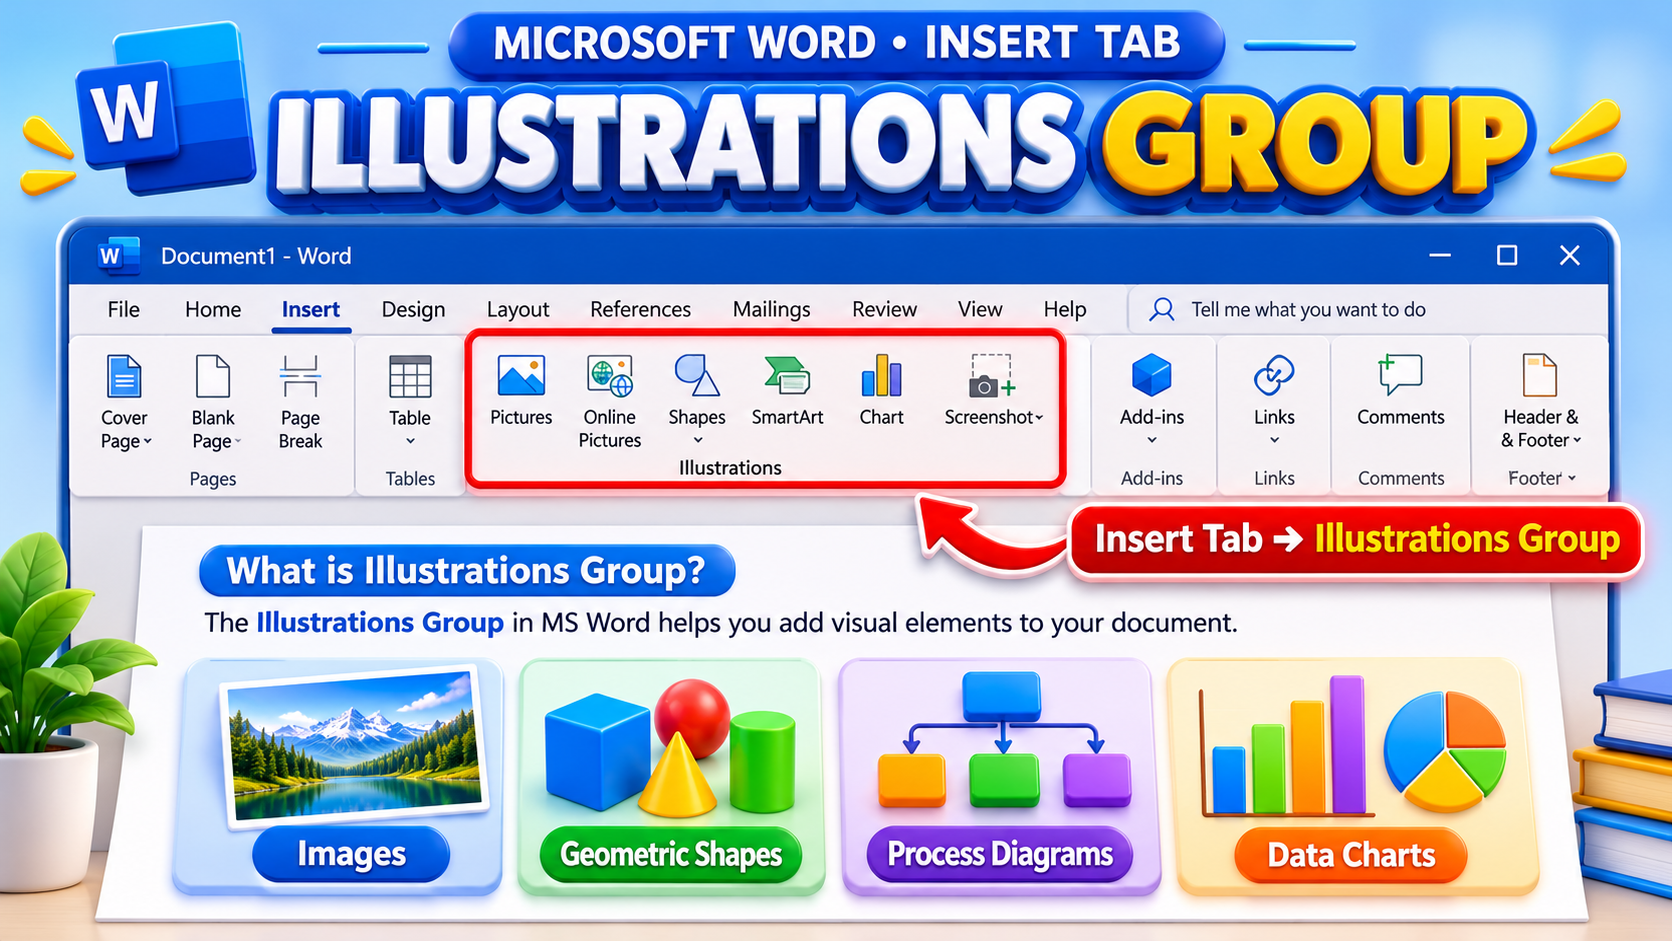 MICROSOFT WORD • INSERT TAB
W
ILLUSTRATIONS GROUP
W
Document1 - Word
File Home Insert Design Layout References Mailings Review View Help Tell me what you want to do
Cover Page
Blank Page
Page Break
Pages
Table
Tables
Pictures
Online Pictures
Shapes
SmartArt
Chart
Screenshot
Illustrations
Add-ins
Add-ins
Links
Links
Comments
Comments
Header &
& Footer
Footer
Insert Tab → Illustrations Group
What is Illustrations Group?
The Illustrations Group in MS Word helps you add visual elements to your document.
Images
Geometric Shapes
Process Diagrams
Data Charts